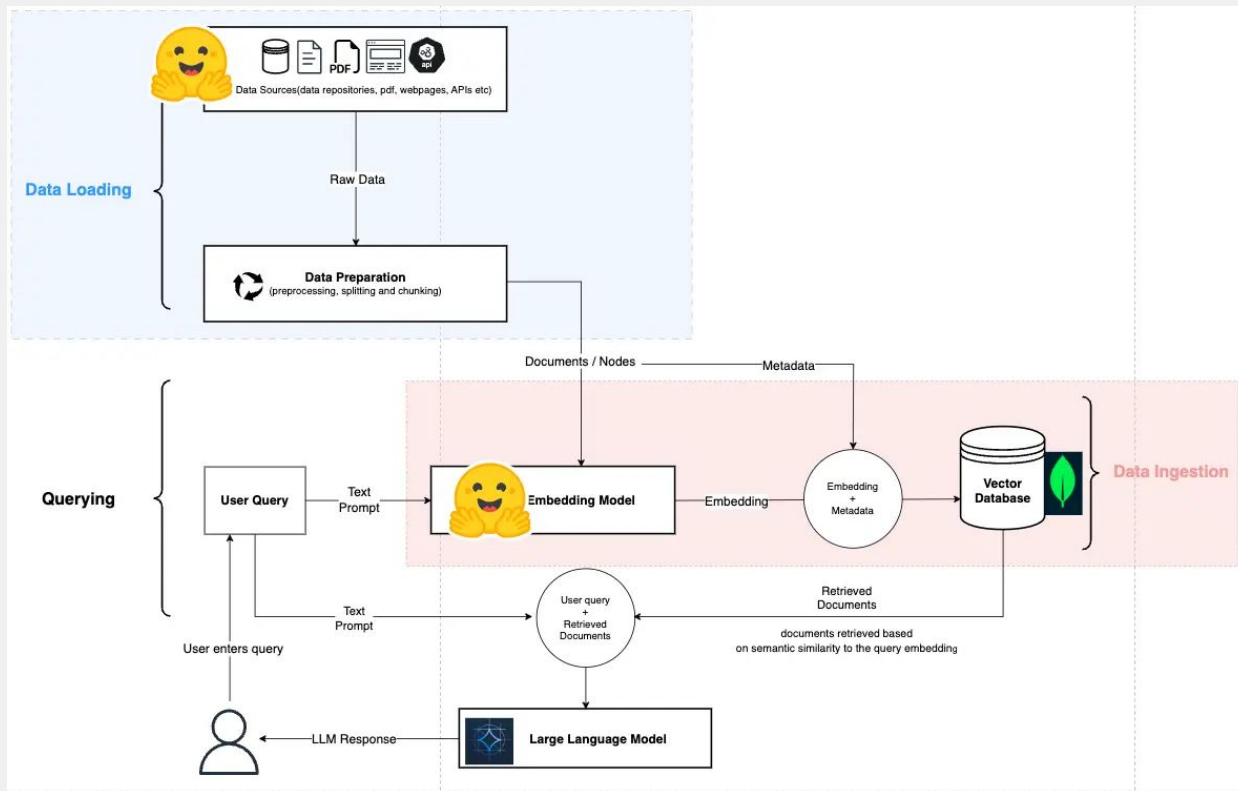 PDF
api
Data Sources(data repositories, pdf, webpages, APIs etc)
Data Loading
Raw Data
Data Preparation
(preprocessing, splitting and chunking)
Documents / Nodes
Metadata
Querying
User Query
Text
Prompt
Embedding Model
Embedding
Embedding
+
Metadata
Vector
Database
Data Ingestion
Text
Prompt
User query
+
Retrieved
Documents
Retrieved
Documents
documents retrieved based
on semantic similarity to the query embedding
User enters query
LLM Response
Large Language Model